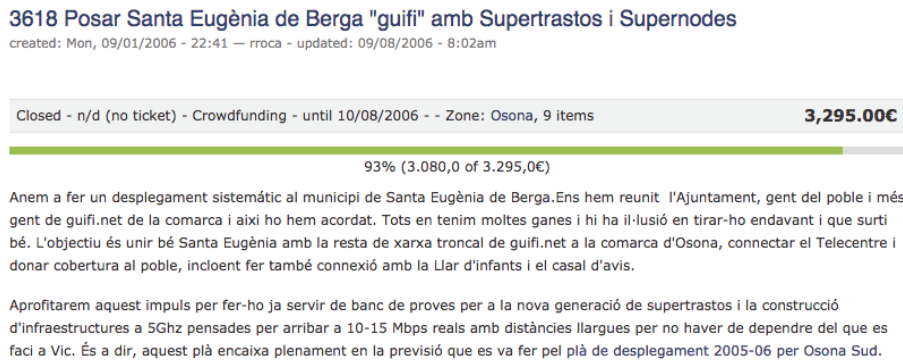 3618 Posar Santa Eugènia de Berga "guifi" amb Supertrastos i Supernodes
created: Mon, 09/01/2006 - 22:41 — rroca - updated: 09/08/2006 - 8:02am
Closed - n/d (no ticket) - Crowdfunding - until 10/08/2006 - - Zone: Osona, 9 items 3,295.00€
93% (3.080,0 of 3.295,0€)
Anem a fer un desplegament sistemátic al municipi de Santa Eugènia de Berga.Ens hem reunit l'Ajuntament, gent del poble i més
gent de guifi.net de la comarca i aixi ho hem acordat. Tots en tenim moltes ganes i hi ha il·lusió en tirar-ho endavant i que surti
bé. L'objectiu és unir bé Santa Eugènia amb la resta de xarxa troncal de guifi.net a la comarca d'Osona, connectar el Telecentre i
donar cobertura al poble, incloent fer també connexió amb la Llar d'infants i el casal d'avis.
Aprofitarem aquest impuls per fer-ho ja servir de banc de proves per a la nova generació de supertrastos i la construcció
d'infraestructures a 5Ghz pensades per arribar a 10-15 Mbps reals amb distàncies llargues per no haver de dependre del que es
faci a Vic. És a dir, aquest plà encaixa plenament en la previsió que es va fer pel plà de desplegament 2005-06 per Osona Sud.